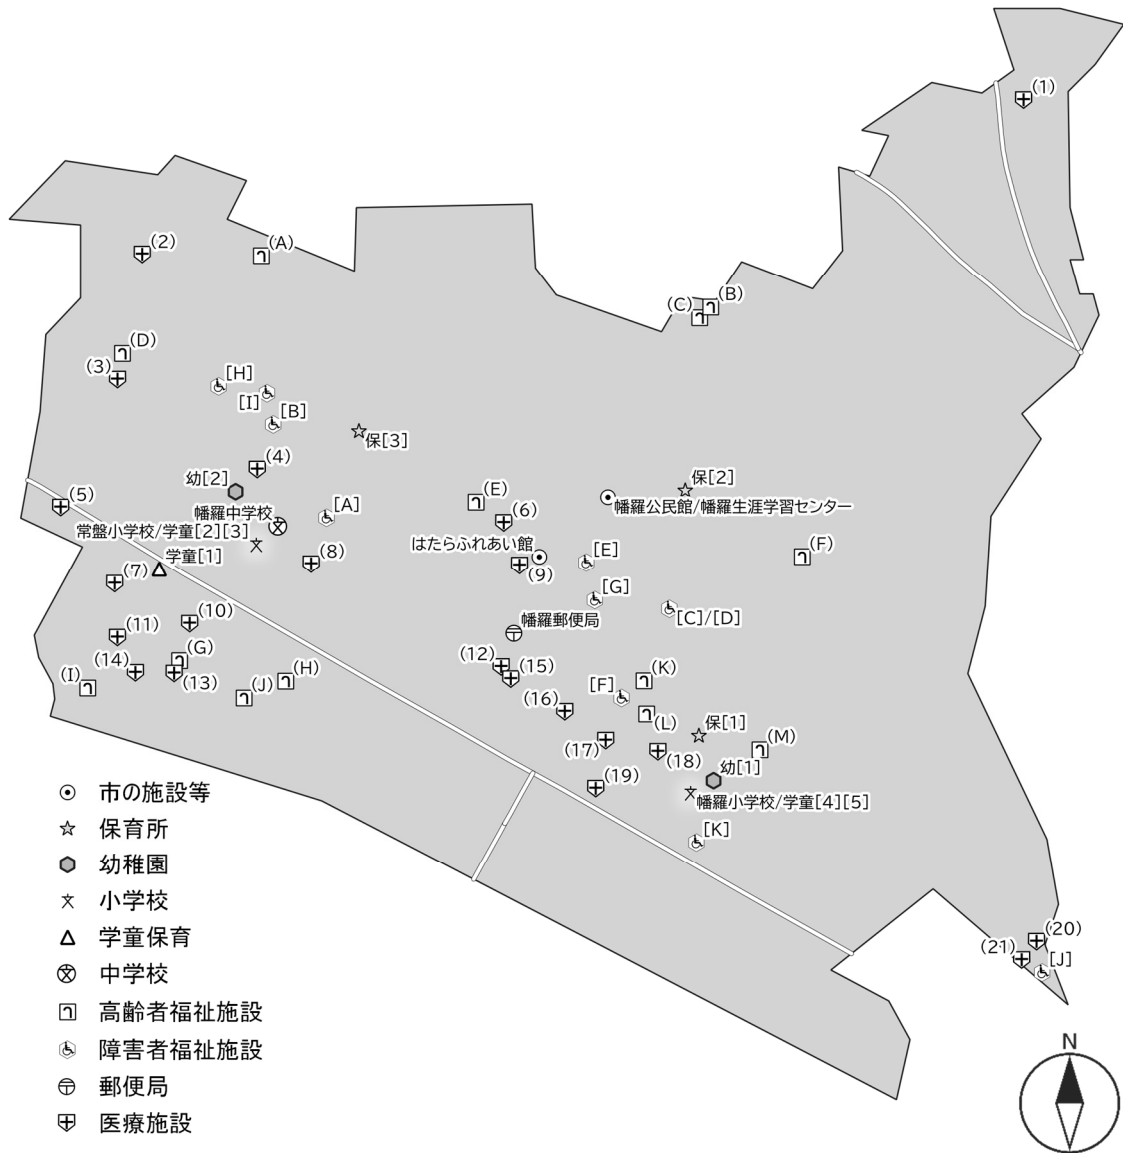 (1)
(2)
(A)
(B)
(C)
(D)
(3)
[H]
[I]
[B]
保[3]
(4)
保[2]
幼[2]
(5)
(E)
幡羅公民館/幡羅生涯学習センター
[A]
幡羅中学校
(6)
常盤小学校/学童[2][3]
はたらふれあい館
(F)
(8)
[E]
学童[1]
(9)
(7)
[G]
(10)
[C]/[D]
幡羅郵便局
(11)
(G)
(12)
(14)
(15)
(K)
(H)
(I)
(13)
[F]
(J)
(16)
(L)
保[1]
(M)
(17)
(18)
幼[1]
(19)
幡羅小学校/学童[4][5]
[K]
(20)
(21)
[J]
市の施設等
保育所
幼稚園
小学校
学童保育
中学校
高齢者福祉施設
障害者福祉施設
郵便局
医療施設
N